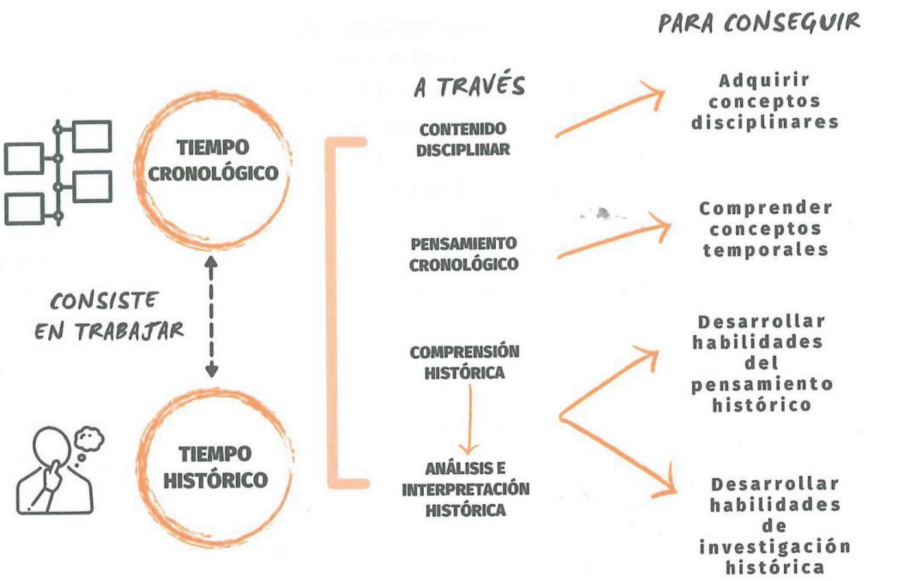 PARA CONSEGUIR
A TRAVÉS
TIEMPO
CRONOLÓGICO
CONSISTE
EN TRABAJAR
TIEMPO
HISTÓRICO
CONTENIDO
DISCIPLINAR
PENSAMIENTO
CRONOLÓGICO
COMPRENSIÓN
HISTÓRICA
ANÁLISIS E
INTERPRETACIÓN
HISTÓRICA
Adquirir
conceptos
disciplinares
Comprender
conceptos
temporales
Desarrollar
habilidades
del
pensamiento
histórico
Desarrollar
habilidades
de
investigación
histórica